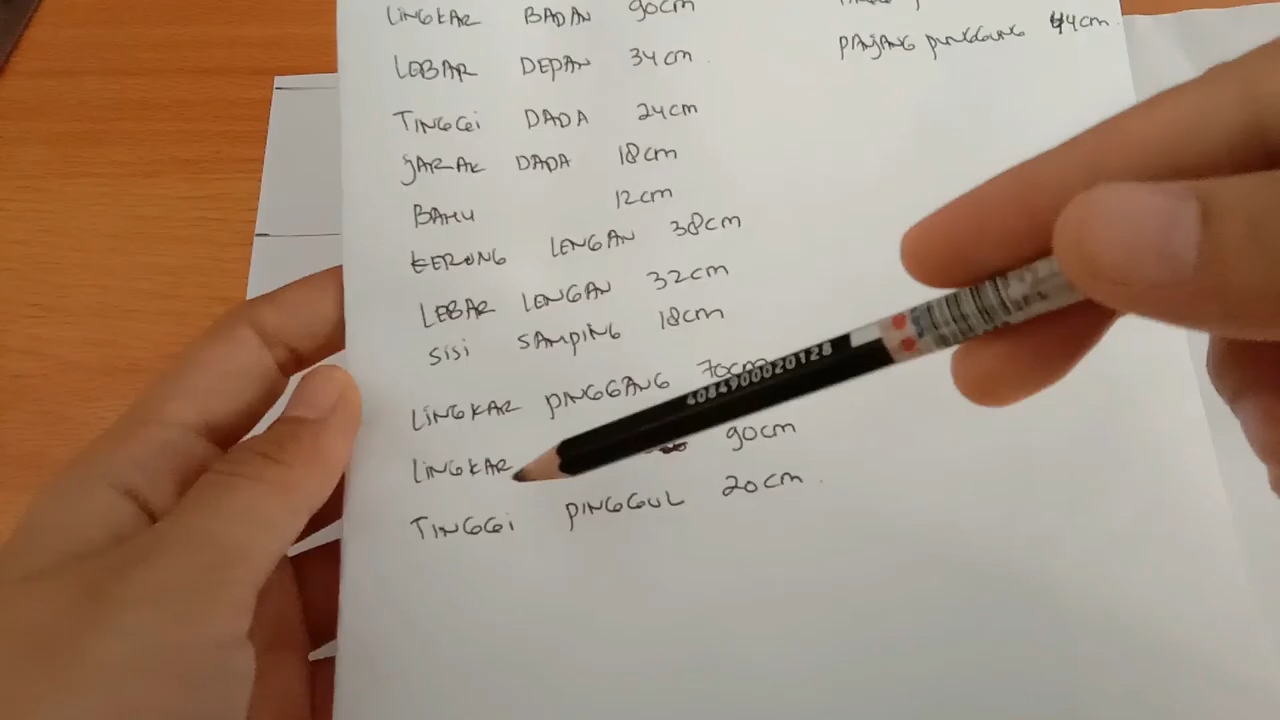 LINGKAR BADAN 90cm
LEBAR DEPAN 34cm
TINGGI DADA 24cm
JARAK DADA 18cm
BAHU 12cm
KERUNG LENGAN 38cm
LEBAR LENGAN 32cm
SISI SAMPING 18cm
LINGKAR PINGGANG 70cm
LINGKAR 90cm
TINGGI PINGGUL 20cm
PANJANG PUNGGUNG 44cm
4084900020128